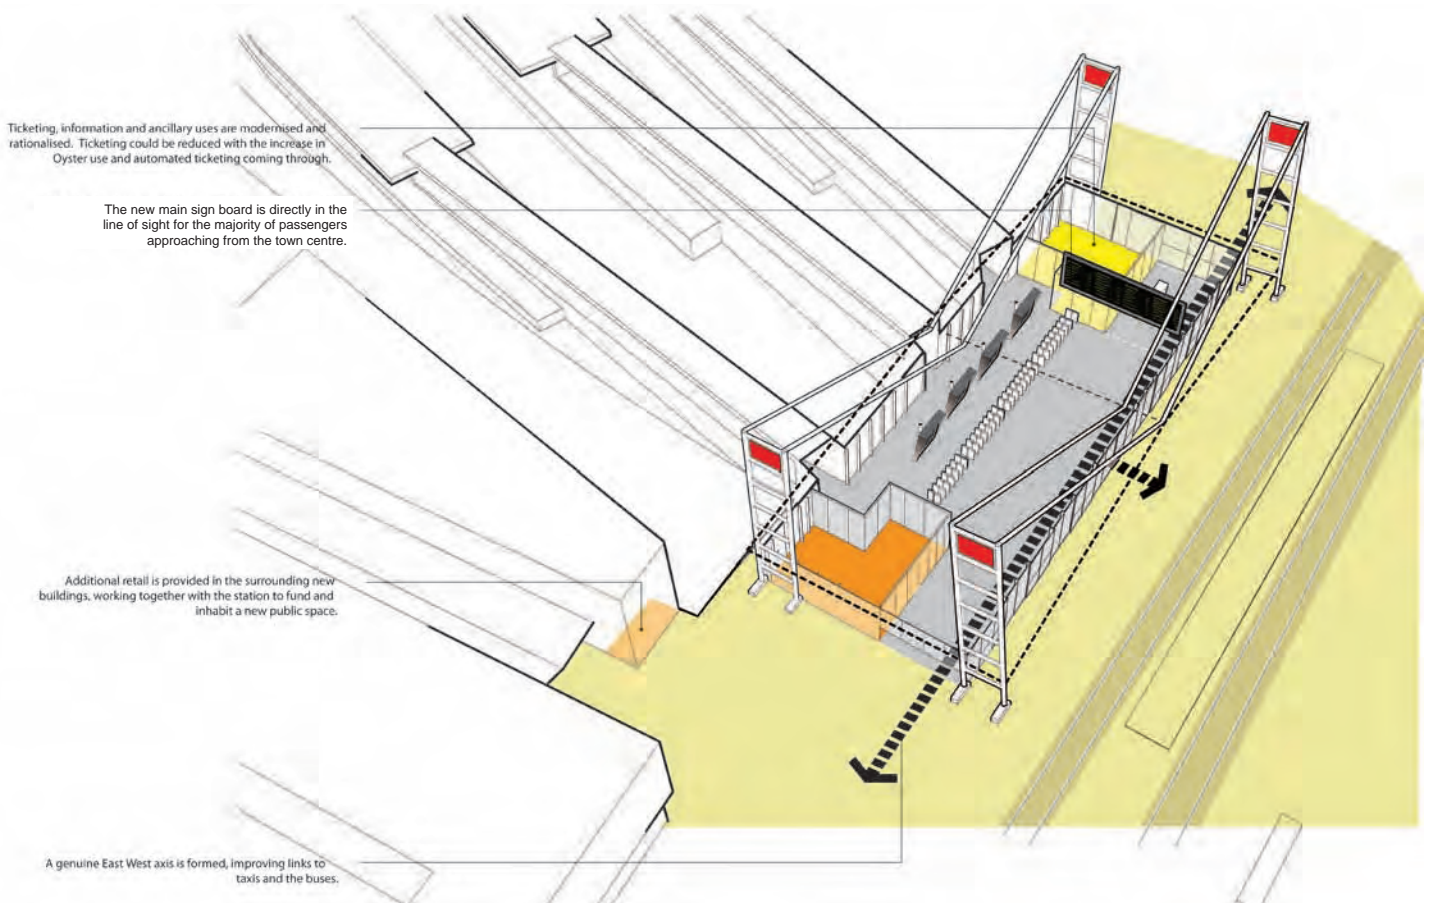 Ticketing, information and ancillary uses are modernised and
rationalised. Ticketing could be reduced with the increase in
Oyster use and automated ticketing coming through.
The new main sign board is directly in the
line of sight for the majority of passengers
approaching from the town centre.
Additional retail is provided in the surrounding new
buildings, working together with the station to fund and
inhabit a new public space.
A genuine East West axis is formed, improving links to
taxis and the buses.